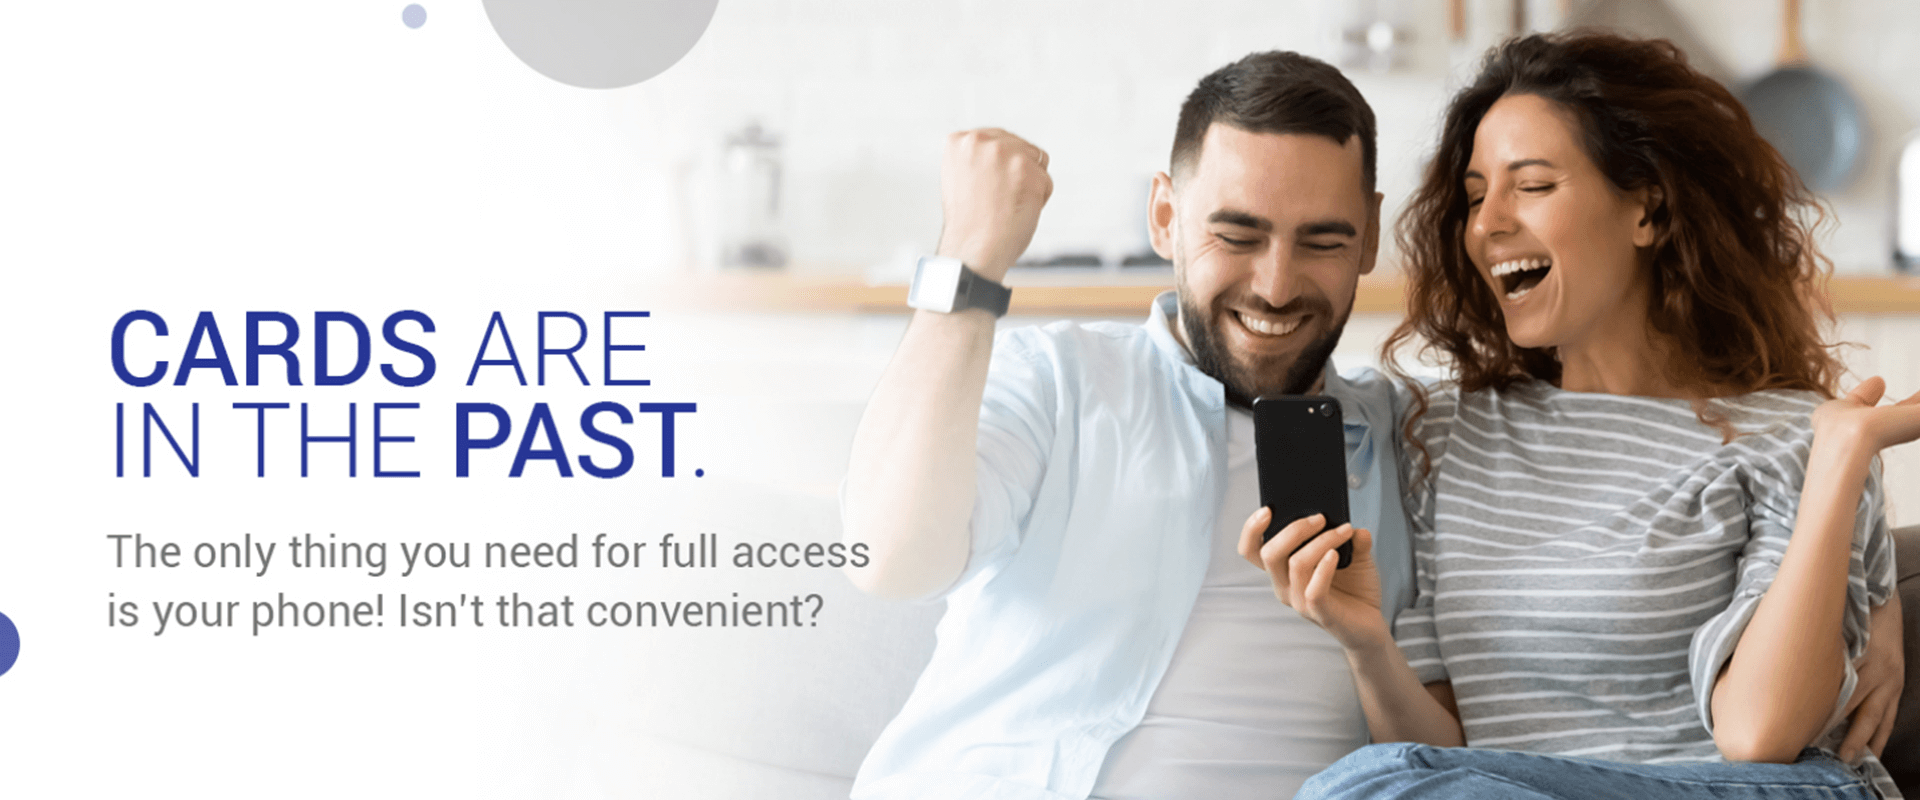 CARDS ARE
IN THE PAST.
The only thing you need for full access
is your phone! Isn't that convenient?